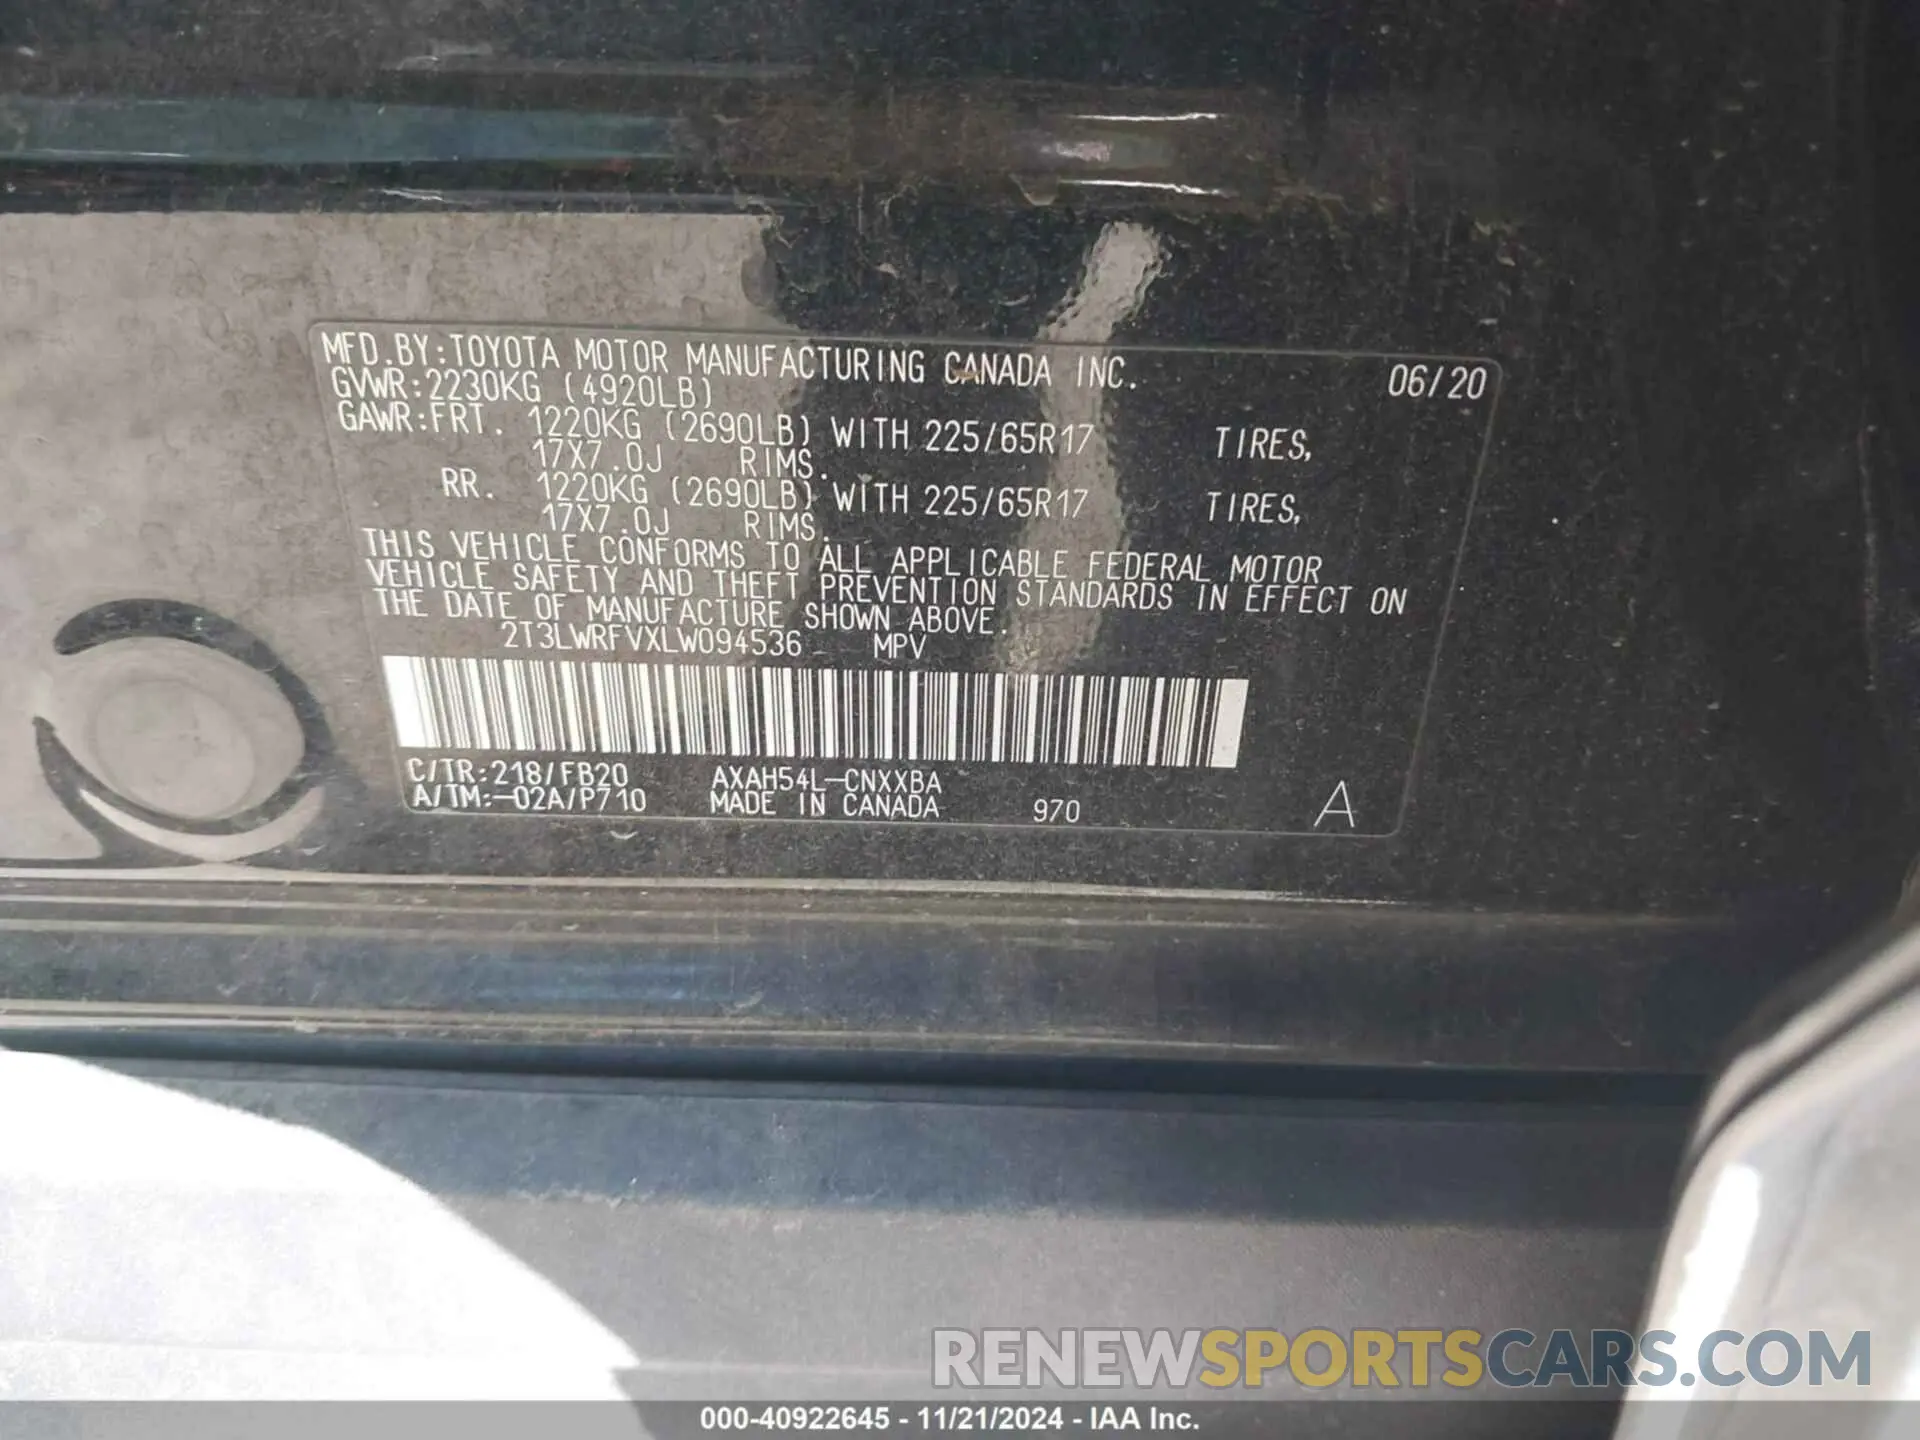 MFD.BY:TOYOTA MOTOR MANUFACTURING CANADA INC. 06/20
GVWR:2230KG (4920LB)
GAWR:FRT. 1220KG (2690LB) WITH 225/65R17 TIRES,
17X7.0J RIMS.
RR. 1220KG (2690LB) WITH 225/65R17 TIRES,
17X7.0J RIMS.
THIS VEHICLE CONFORMS TO ALL APPLICABLE FEDERAL MOTOR
VEHICLE SAFETY AND THEFT PREVENTION STANDARDS IN EFFECT ON
THE DATE OF MANUFACTURE SHOWN ABOVE.
2T3LWRFVXLW094536 MPV
C/TR:218/FB20 AXAH54L-CNXXBA
A/TM:-02A/P710 MADE IN CANADA 970 A
RENEWSPORTSCARS.COM
000-40922645 - 11/21/2024 - IAA Inc.